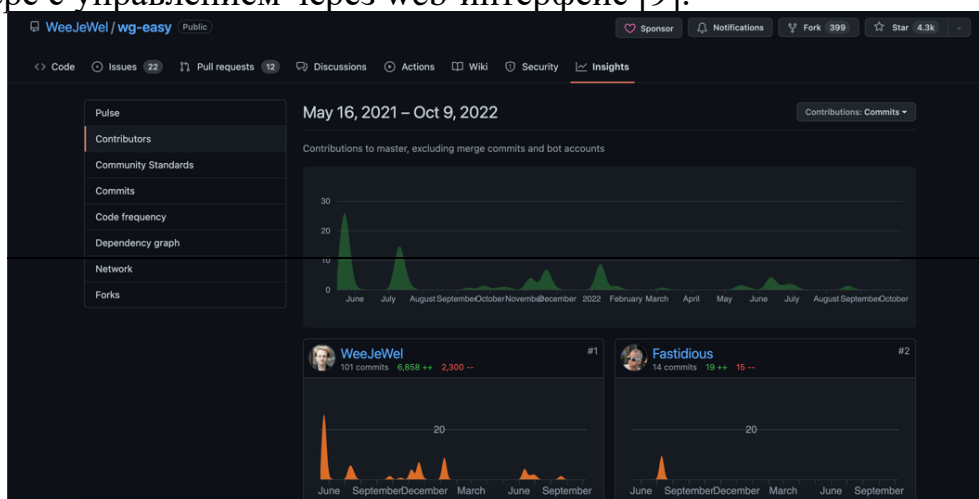 с управлением через web-интерфейс [9].
WeeJeWel / wg-easy Public
Sponsor Notifications Fork 399 Star 4.3k
Code Issues 22 Pull requests 12 Discussions Actions Wiki Security Insights
Pulse
Contributors
Community Standards
Commits
Code frequency
Dependency graph
Network
Forks
May 16, 2021 – Oct 9, 2022
Contributions: Commits
Contributions to master, excluding merge commits and bot accounts
30
20
10
0
June July August September October November December 2022 February March April May June July August September October
WeeJeWel #1
101 commits 6,858 ++ 2,300 --
20
June September December March June September
Fastidious #2
14 commits 19 ++ 15 --
20
June September December March June September